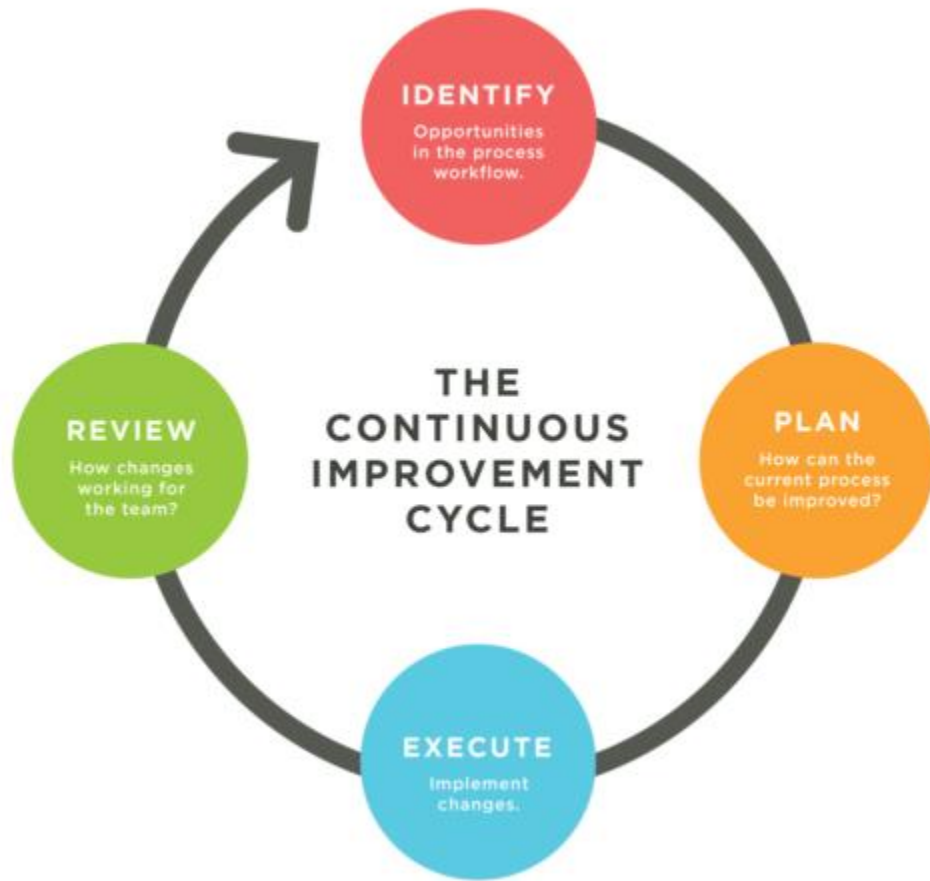 IDENTIFY
Opportunities
in the process
workflow.
PLAN
How can the
current process
be improved?
EXECUTE
Implement
changes.
REVIEW
How changes
working for
the team?
THE
CONTINUOUS
IMPROVEMENT
CYCLE